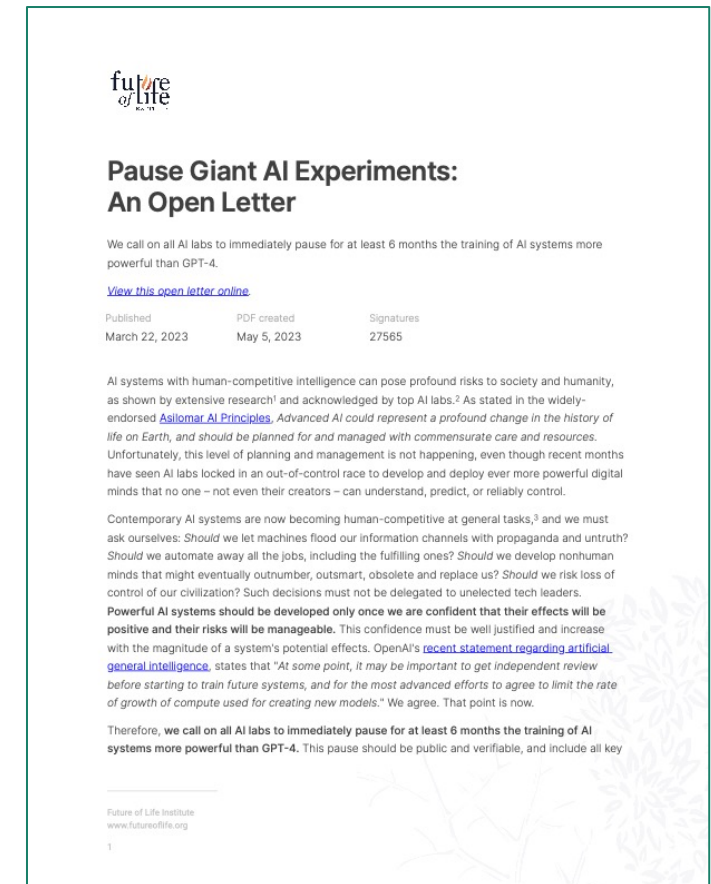 future
of life
Pause Giant AI Experiments:
An Open Letter
We call on all AI labs to immediately pause for at least 6 months the training of AI systems more
powerful than GPT-4.
View this open letter online.
Published PDF created Signatures
March 22, 2023 May 5, 2023 27565
AI systems with human-competitive intelligence can pose profound risks to society and humanity,
as shown by extensive research¹ and acknowledged by top AI labs.² As stated in the widely-
endorsed Asilomar AI Principles, Advanced AI could represent a profound change in the history of
life on Earth, and should be planned for and managed with commensurate care and resources.
Unfortunately, this level of planning and management is not happening, even though recent months
have seen AI labs locked in an out-of-control race to develop and deploy ever more powerful digital
minds that no one – not even their creators – can understand, predict, or reliably control.
Contemporary AI systems are now becoming human-competitive at general tasks,³ and we must
ask ourselves: Should we let machines flood our information channels with propaganda and untruth?
Should we automate away all the jobs, including the fulfilling ones? Should we develop nonhuman
minds that might eventually outnumber, outsmart, obsolete and replace us? Should we risk loss of
control of our civilization? Such decisions must not be delegated to unelected tech leaders.
Powerful AI systems should be developed only once we are confident that their effects will be
positive and their risks will be manageable. This confidence must be well justified and increase
with the magnitude of a system's potential effects. OpenAI's recent statement regarding artificial
general intelligence, states that "At some point, it may be important to get independent review
before starting to train future systems, and for the most advanced efforts to agree to limit the rate
of growth of compute used for creating new models." We agree. That point is now.
Therefore, we call on all AI labs to immediately pause for at least 6 months the training of AI
systems more powerful than GPT-4. This pause should be public and verifiable, and include all key
Future of Life Institute
www.futureoflife.org
1